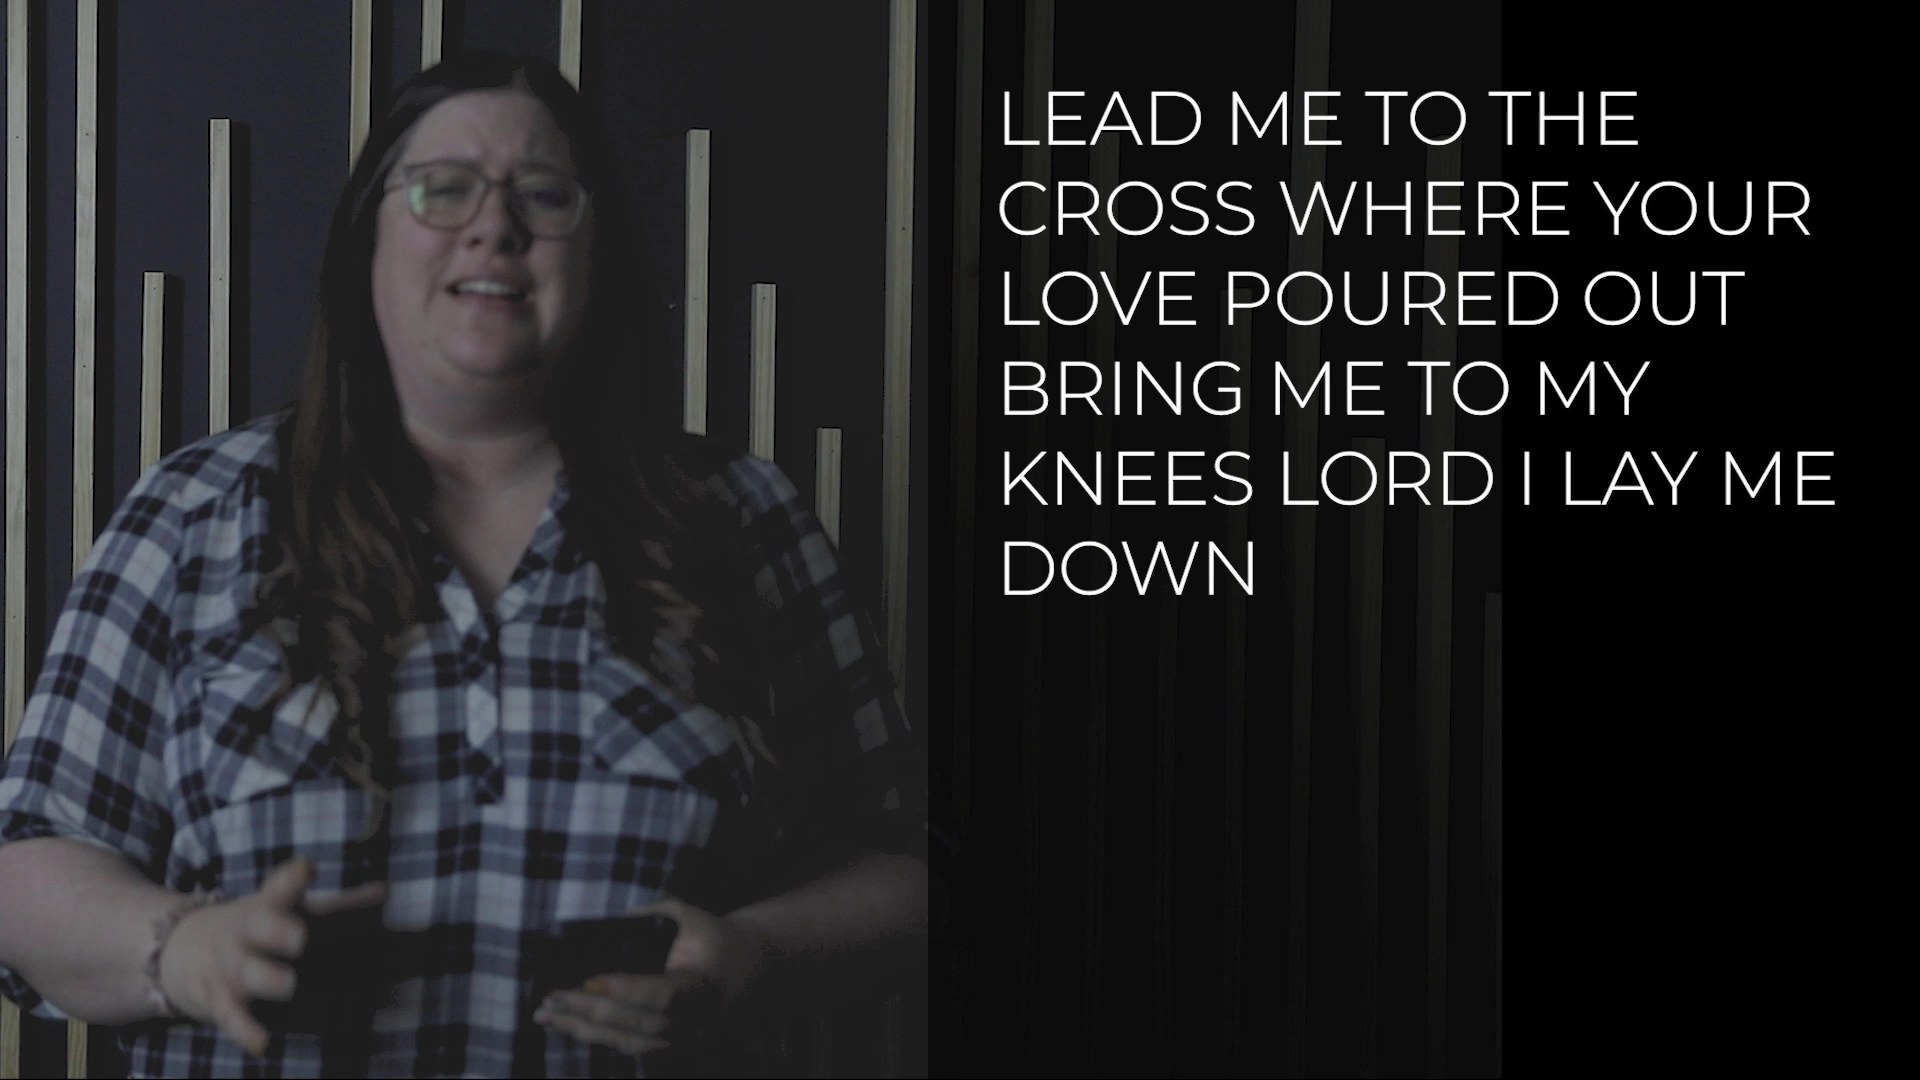 LEAD ME TO THE
CROSS WHERE YOUR
LOVE POURED OUT
BRING ME TO MY
KNEES LORD I LAY ME
DOWN